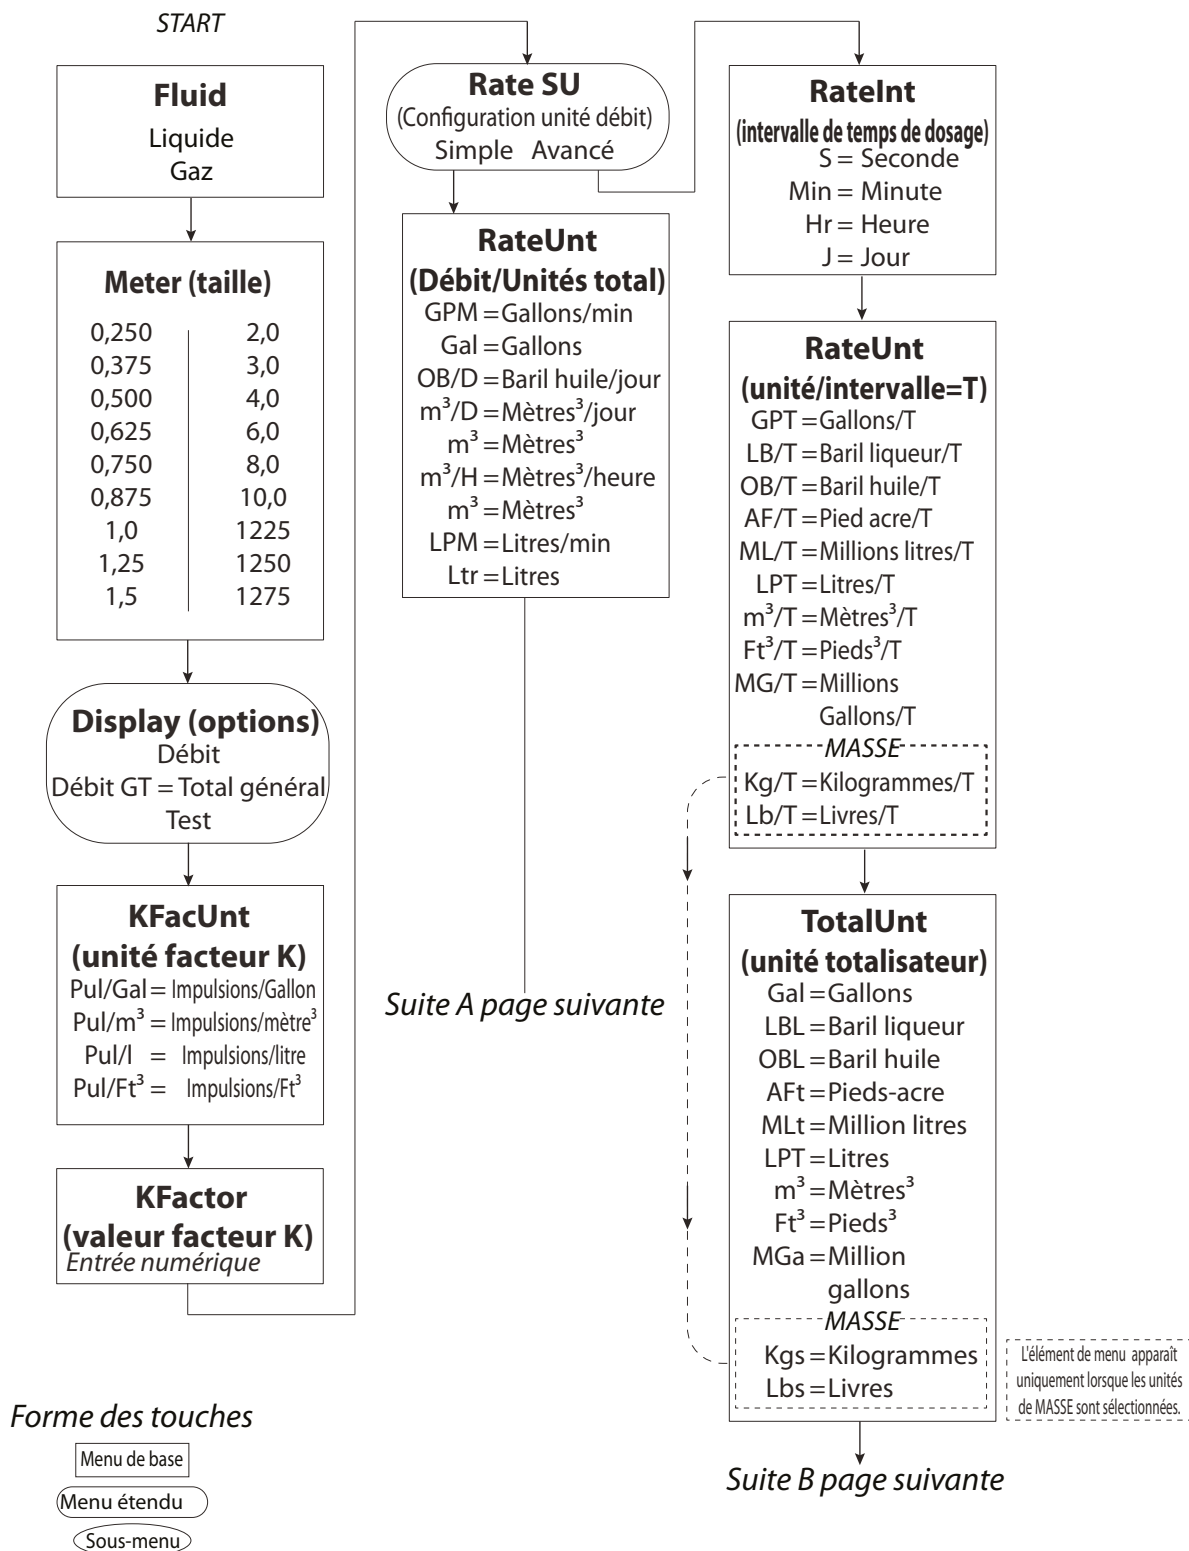 START
Fluid
Liquide
Gaz
Meter (taille)
0,250 2,0
0,375 3,0
0,500 4,0
0,625 6,0
0,750 8,0
0,875 10,0
1,0 1225
1,25 1250
1,5 1275
Display (options)
Débit
Débit GT = Total général
Test
KFacUnt
(unité facteur K)
Pul/Gal = Impulsions/Gallon
Pul/m³ = Impulsions/mètre³
Pul/l = Impulsions/litre
Pul/Ft³ = Impulsions/Ft³
KFactor
(valeur facteur K)
Entrée numérique
Rate SU
(Configuration unité débit)
Simple Avancé
RateUnt
(Débit/Unités total)
GPM = Gallons/min
Gal = Gallons
OB/D = Baril huile/jour
m³/D = Mètres³/jour
m³ = Mètres³
m³/H = Mètres³/heure
m³ = Mètres³
LPM = Litres/min
Ltr = Litres
Suite A page suivante
RateInt
(intervalle de temps de dosage)
S = Seconde
Min = Minute
Hr = Heure
J = Jour
RateUnt
(unité/intervalle=T)
GPT = Gallons/T
LB/T = Baril liqueur/T
OB/T = Baril huile/T
AF/T = Pied acre/T
ML/T = Millions litres/T
LPT = Litres/T
m³/T = Mètres³/T
Ft³/T = Pieds³/T
MG/T = Millions
Gallons/T
MASSE
Kg/T = Kilogrammes/T
Lb/T = Livres/T
TotalUnt
(unité totalisateur)
Gal = Gallons
LBL = Baril liqueur
OBL = Baril huile
AFt = Pieds-acre
MLt = Million litres
LPT = Litres
m³ = Mètres³
Ft³ = Pieds³
MGa = Million
gallons
MASSE
Kgs = Kilogrammes
Lbs = Livres
L'élément de menu apparaît
uniquement lorsque les unités
de MASSE sont sélectionnées.
Suite B page suivante
Forme des touches
Menu de base
Menu étendu
Sous-menu